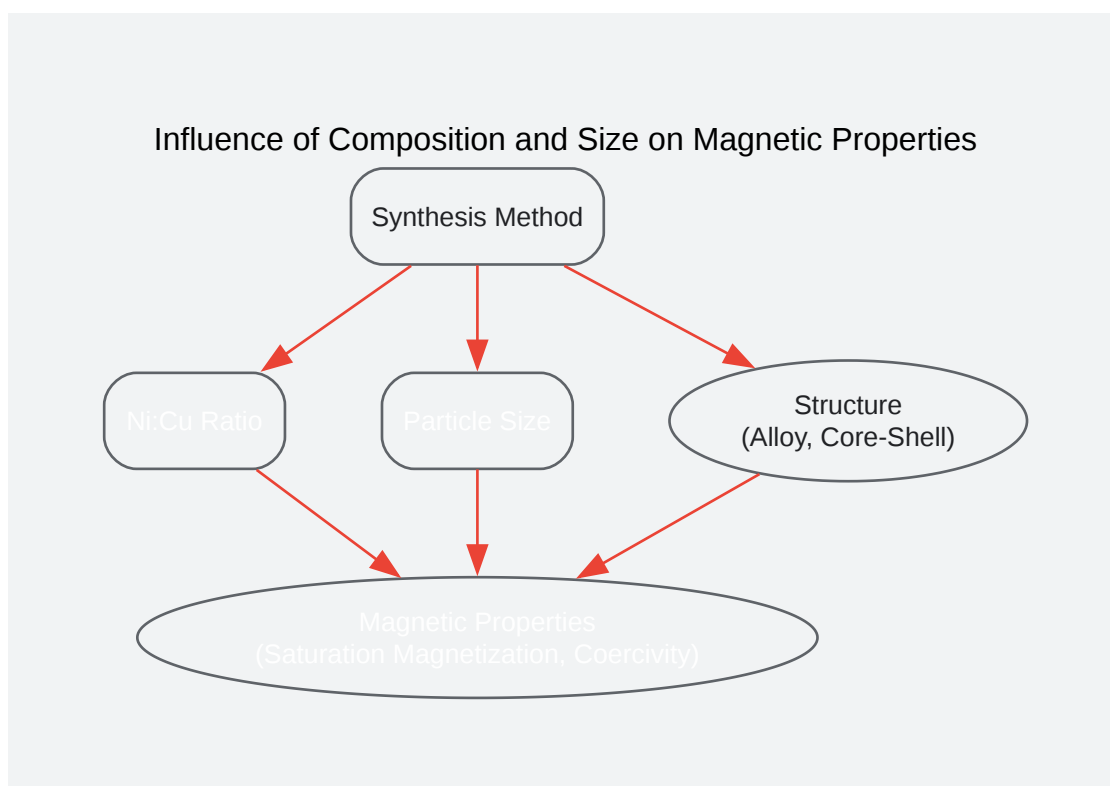 Influence of Composition and Size on Magnetic Properties
Synthesis Method
Ni:Cu Ratio
Particle Size
Structure
(Alloy, Core-Shell)
Magnetic Properties
(Saturation Magnetization, Coercivity)